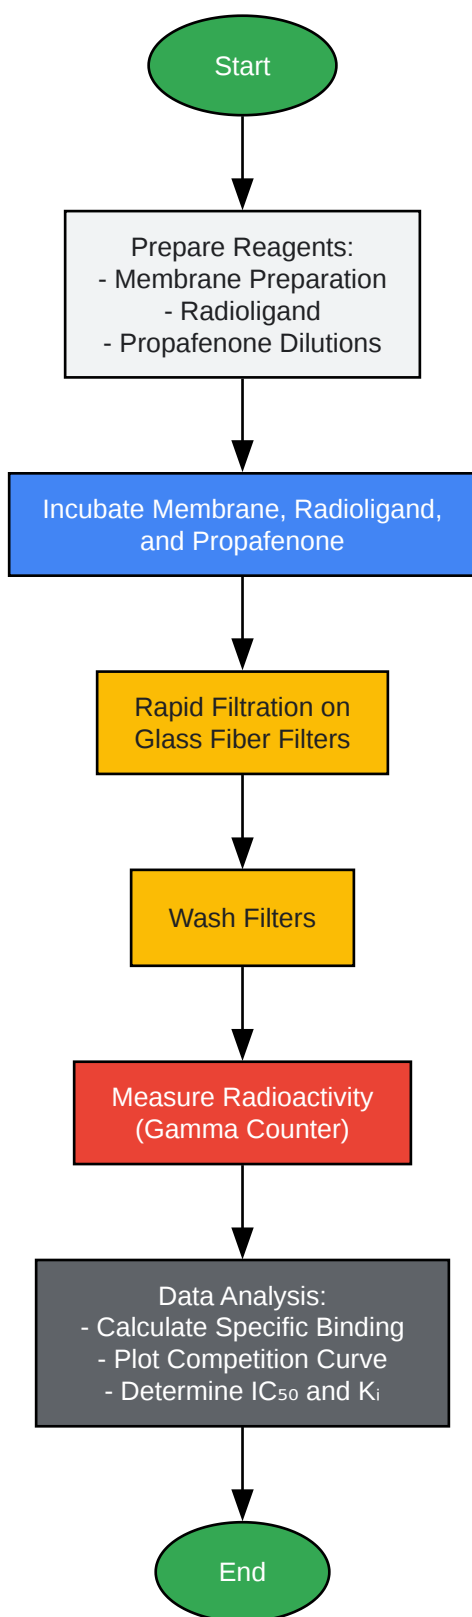 Start
Prepare Reagents:
- Membrane Preparation
- Radioligand
- Propafenone Dilutions
Incubate Membrane, Radioligand,
and Propafenone
Rapid Filtration on
Glass Fiber Filters
Wash Filters
Measure Radioactivity
(Gamma Counter)
Data Analysis:
- Calculate Specific Binding
- Plot Competition Curve
- Determine IC₅₀ and Kᵢ
End